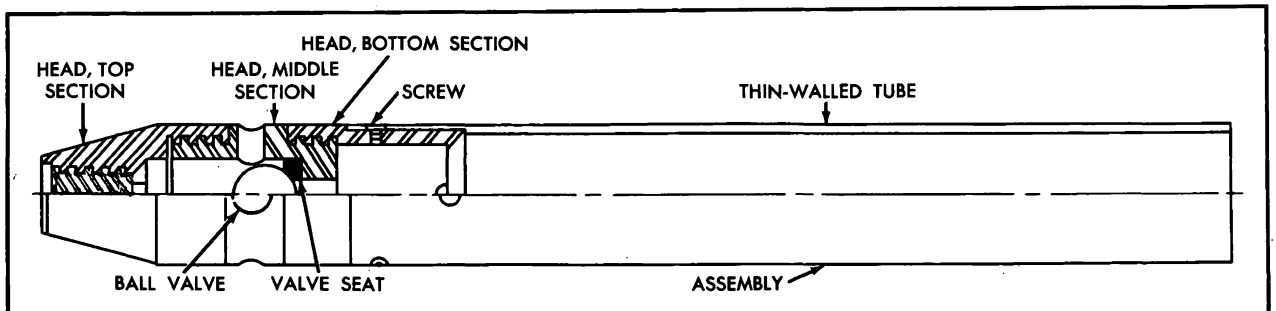 HEAD, BOTTOM SECTION
HEAD, TOP
SECTION
HEAD, MIDDLE
SECTION
SCREW
THIN-WALLED TUBE
BALL VALVE
VALVE SEAT
ASSEMBLY